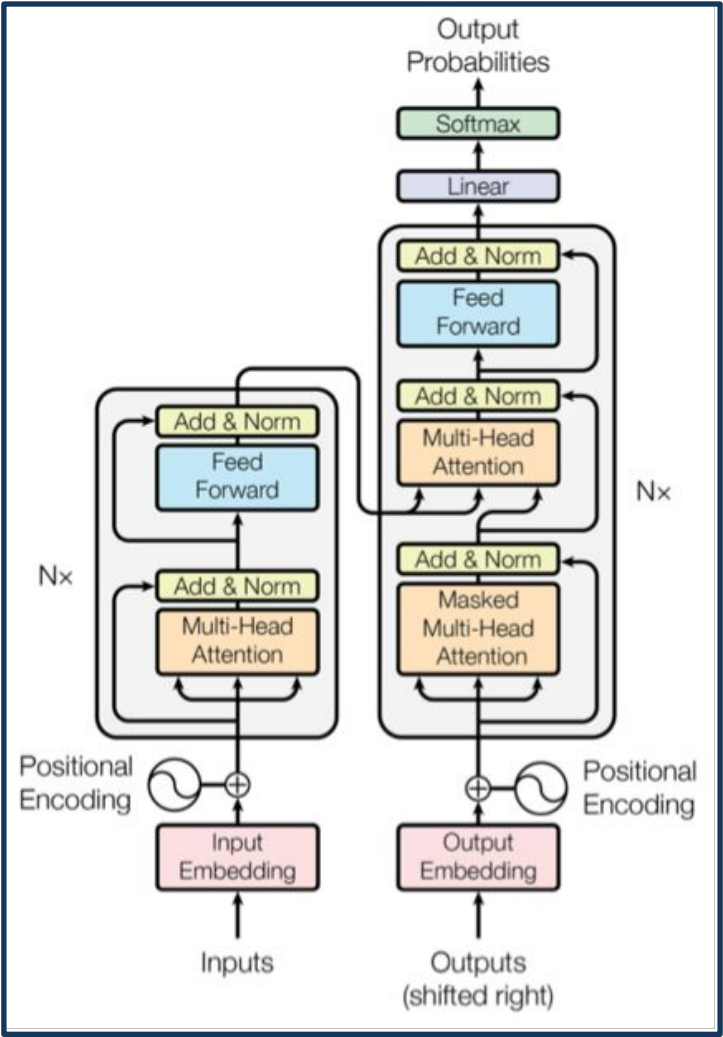 Output
Probabilities
Softmax
Linear
Add & Norm
Feed
Forward
Add & Norm
Multi-Head
Attention
Add & Norm
Masked
Multi-Head
Attention
Nx
Add & Norm
Feed
Forward
Add & Norm
Multi-Head
Attention
Nx
Positional
Encoding
Positional
Encoding
Input
Embedding
Output
Embedding
Inputs
Outputs
(shifted right)